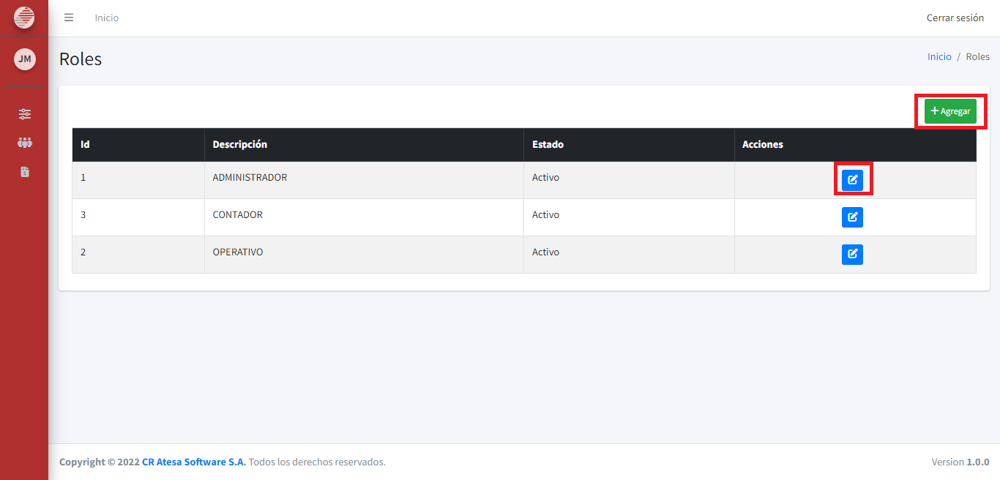 Inicio
Cerrar sesión
JM
Roles
Inicio / Roles
Agregar
Id Descripción Estado Acciones
1 ADMINISTRADOR Activo
3 CONTADOR Activo
2 OPERATIVO Activo
Copyright © 2022 CR Atesa Software S.A. Todos los derechos reservados.
Version 1.0.0